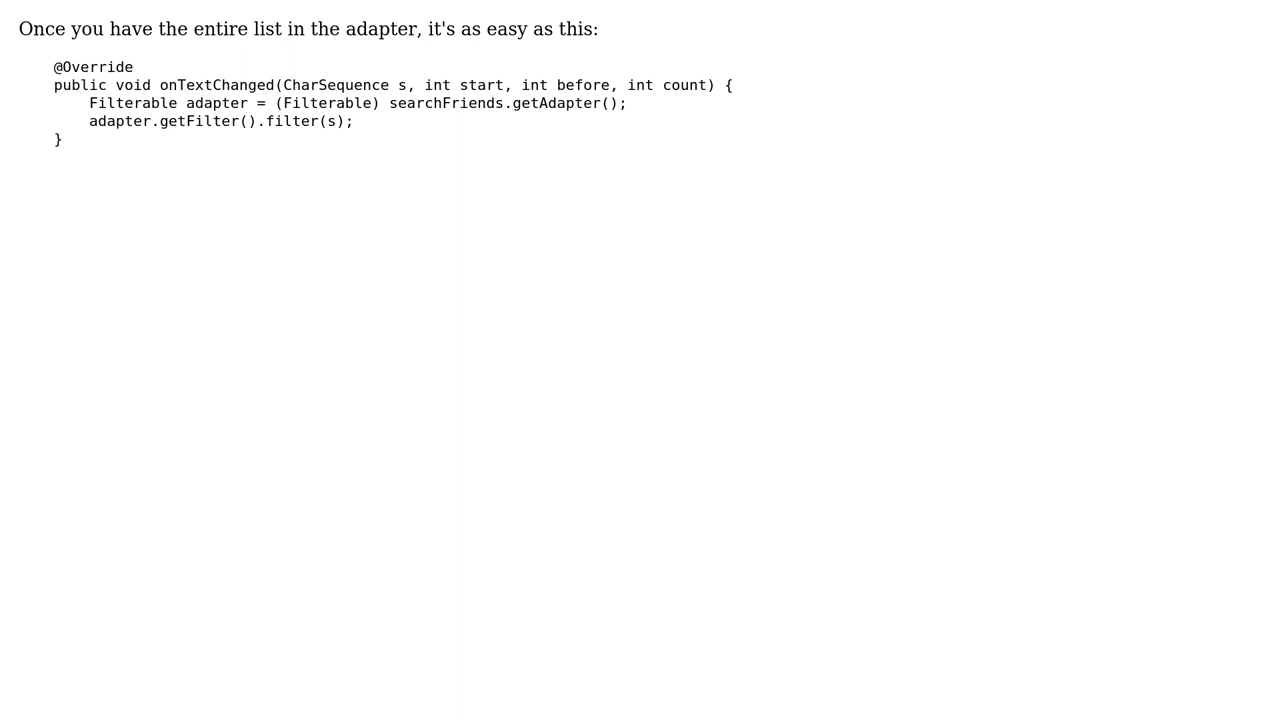 Once you have the entire list in the adapter, it's as easy as this:
@Override
public void onTextChanged(CharSequence s, int start, int before, int count) {
    Filterable adapter = (Filterable) searchFriends.getAdapter();
    adapter.getFilter().filter(s);
}